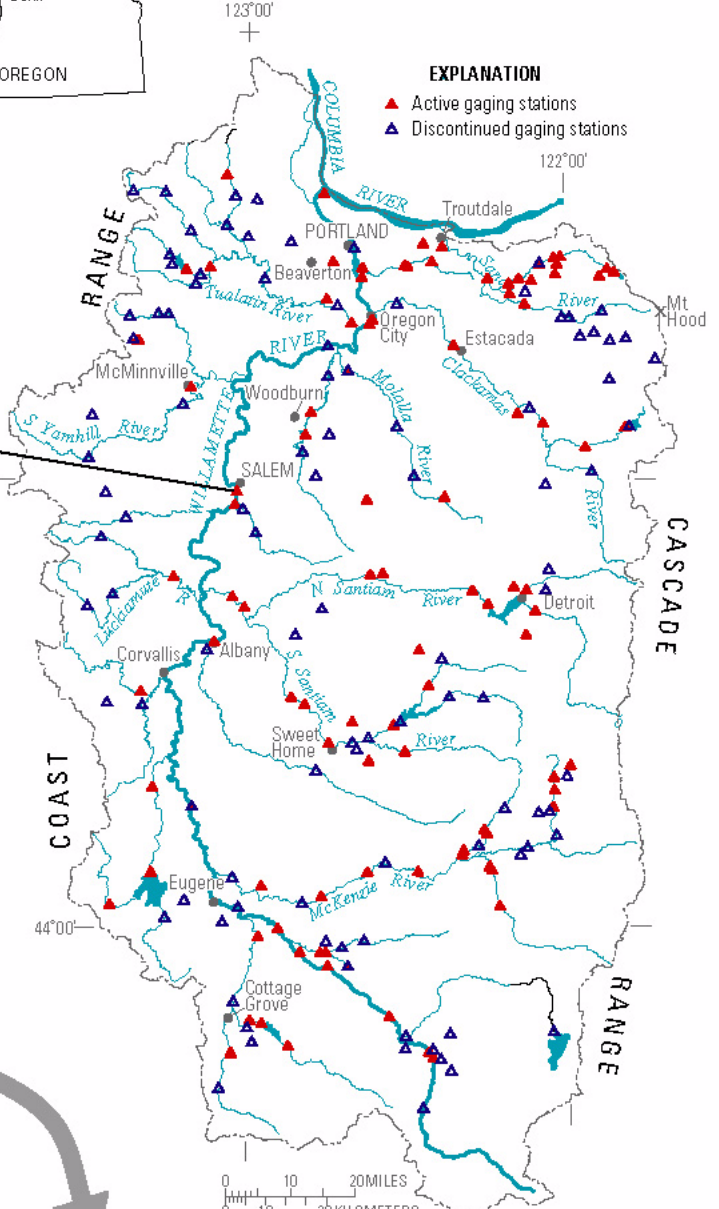 123°00'
OREGON
EXPLANATION
Active gaging stations
Discontinued gaging stations
COLUMBIA
RIVER
122°00'
Troutdale
PORTLAND
Beaverton
RANGE
Tualatin River
River
Mt
Hood
Oregon
City
RIVER
Estacada
McMinnville
Clackamas
Woodburn
Molalla
River
S Yamhill River
WILLAMETTE
SALEM
River
CASCADE
N Santiam River
Luckiamute
Detroit
Corvallis
Albany
S Santiam
Sweet
Home
River
COAST
Eugene
McKenzie River
44°00'
Cottage
Grove
RANGE
0 10 20MILES